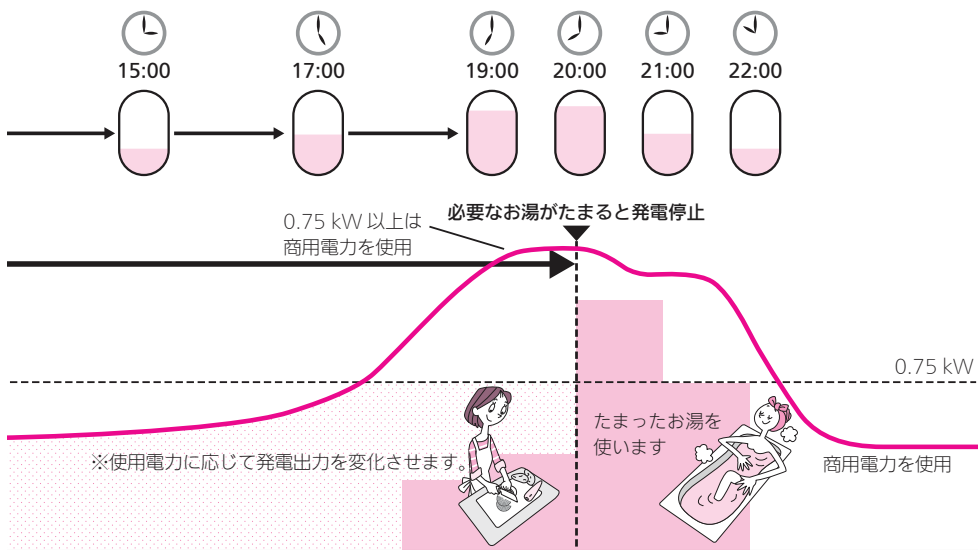 15:00
17:00
19:00
20:00
21:00
22:00
必要なお湯がたまると発電停止
0.75 kW 以上は
商用電力を使用
0.75 kW
たまったお湯を
使います
※使用電力に応じて発電出力を変化させます。
商用電力を使用